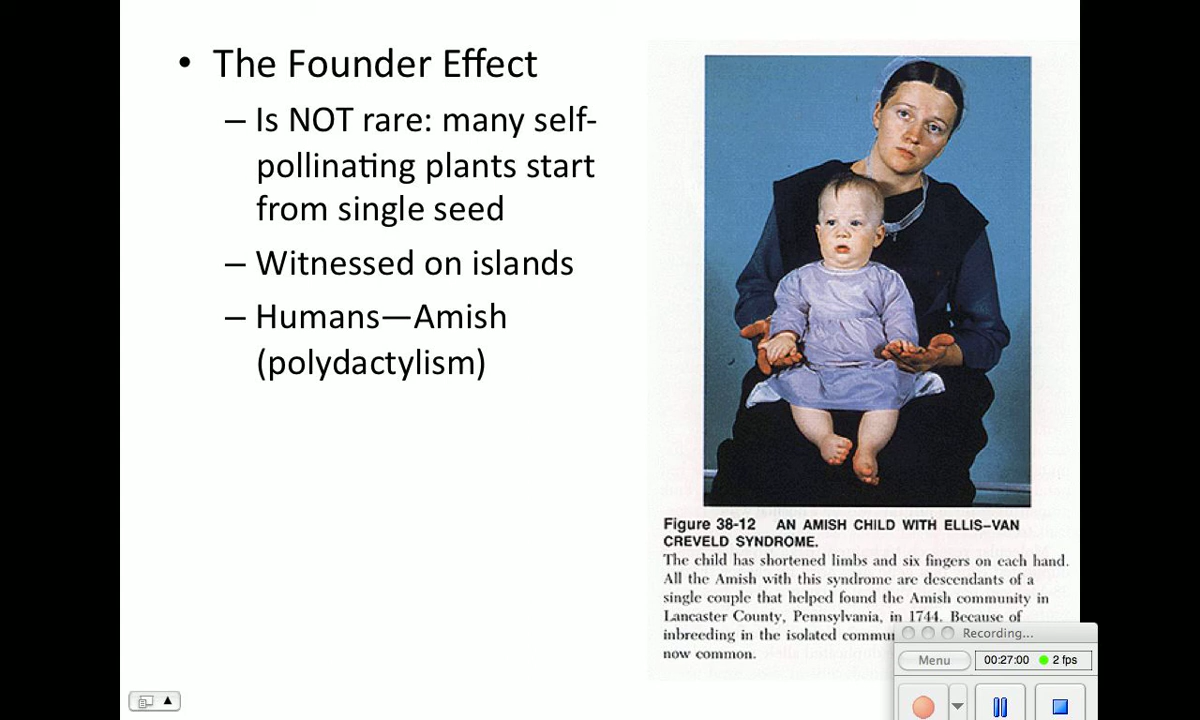 • The Founder Effect
– Is NOT rare: many self-
pollinating plants start
from single seed
– Witnessed on islands
– Humans—Amish
(polydactylism)
Figure 38-12 AN AMISH CHILD WITH ELLIS–VAN
CREVELD SYNDROME.
The child has shortened limbs and six fingers on each hand.
All the Amish with this syndrome are descendants of a
single couple that helped found the Amish community in
Lancaster County, Pennsylvania, in 1744. Because of
inbreeding in the isolated
now common.
Recording...
Menu
00:27:00
2 fps